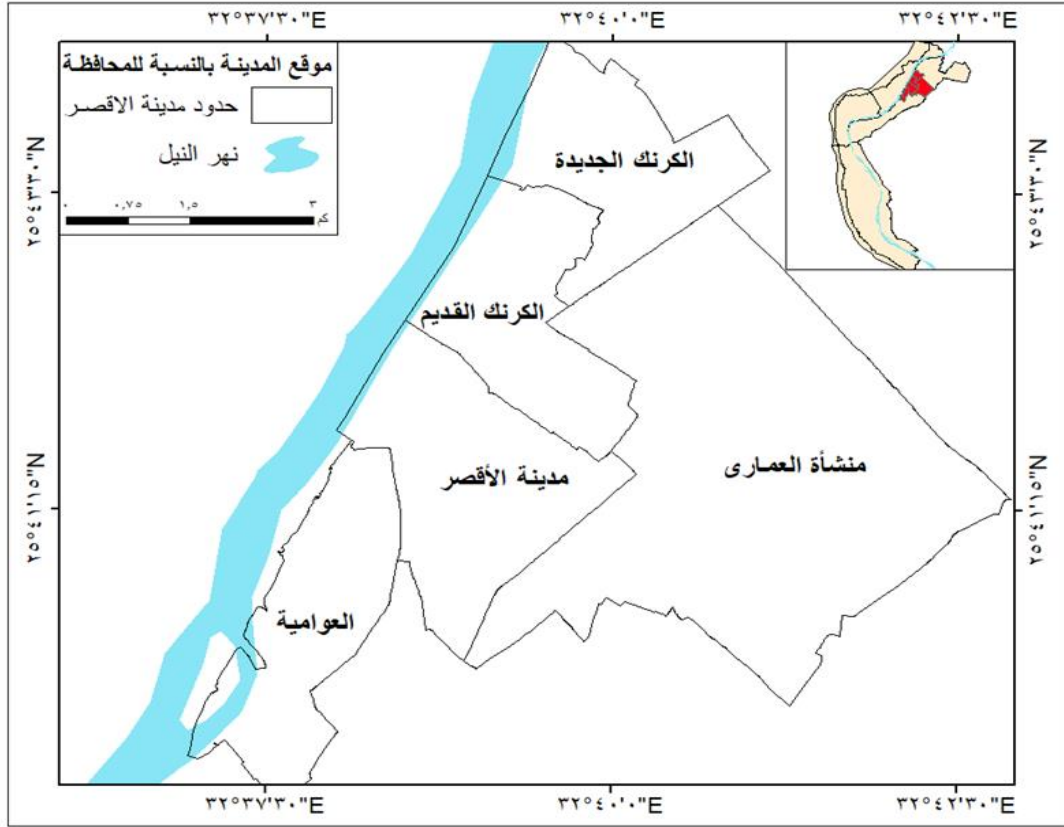 ٣٢°٣٧'٣٠"E
٣٢°٤٠'٠"E
٣٢°٤٢'٣٠"E
موقع المدينة بالنسبة للمحافظة
حدود مدينة الاقصر
نهر النيل
٠ ٠,٧٥ ١,٥ ٣
كم
٢٥°٤٣'٣٠"N
٢٥°٤٣'٣٠"N
الكرنك الجديدة
الكرنك القديم
منشأة العمارى
مدينة الأقصر
٢٥°٤١'١٥"N
٢٥°٤١'١٥"N
العوامية
٣٢°٣٧'٣٠"E
٣٢°٤٠'٠"E
٣٢°٤٢'٣٠"E